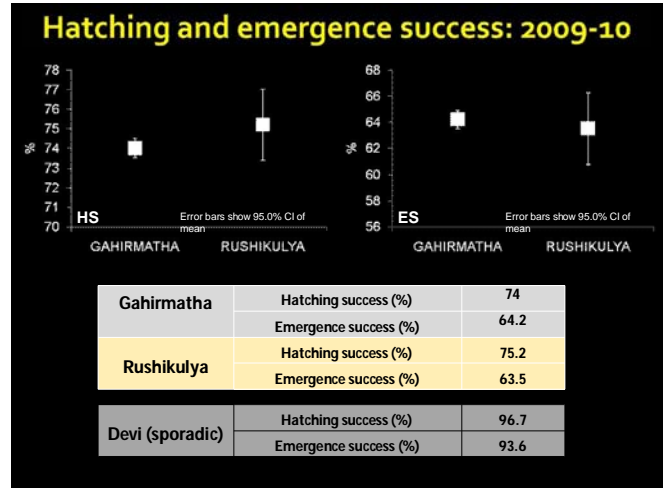 Hatching and emergence success: 2009-10
78
77
76
75
74
73
72
71
70
%
HS
Error bars show 95.0% CI of
mean
GAHIRMATHA RUSHIKULYA
68
66
64
62
60
58
56
%
ES
Error bars show 95.0% CI of
mean
GAHIRMATHA RUSHIKULYA
Gahirmatha Hatching success (%) 74
Emergence success (%) 64.2
Rushikulya Hatching success (%) 75.2
Emergence success (%) 63.5
Devi (sporadic) Hatching success (%) 96.7
Emergence success (%) 93.6